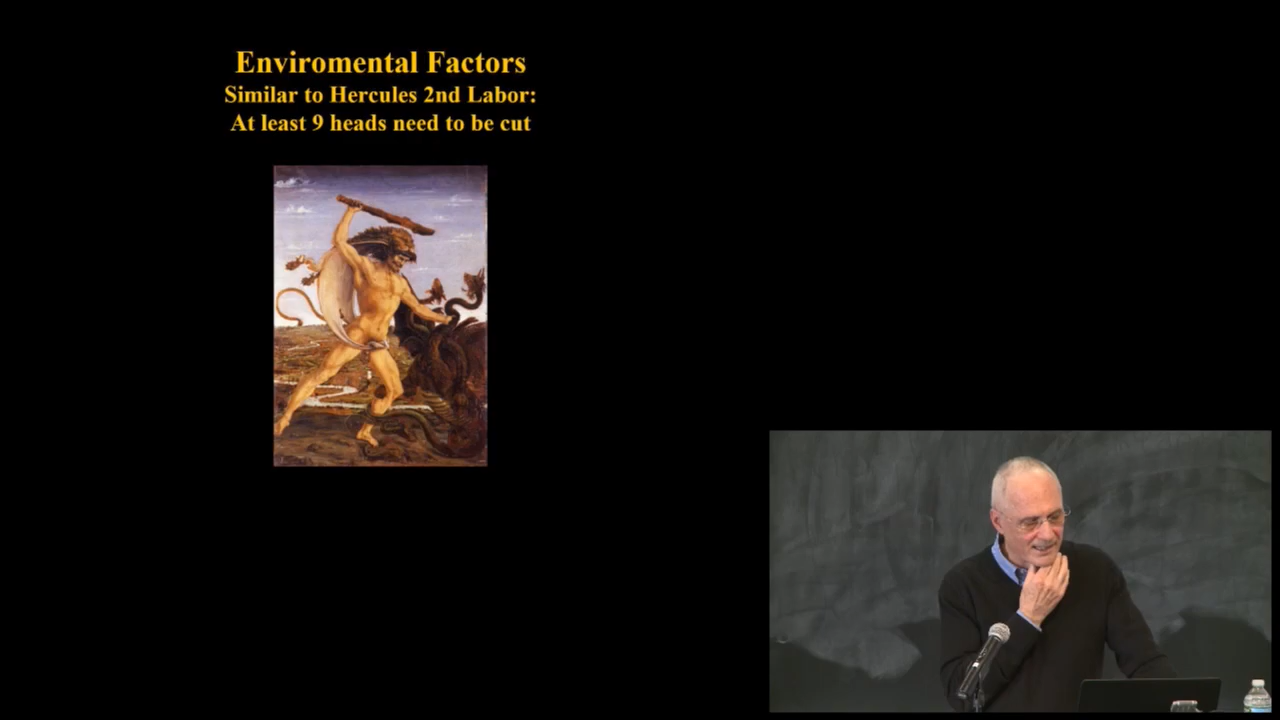 Enviromental Factors
Similar to Hercules 2nd Labor:
At least 9 heads need to be cut